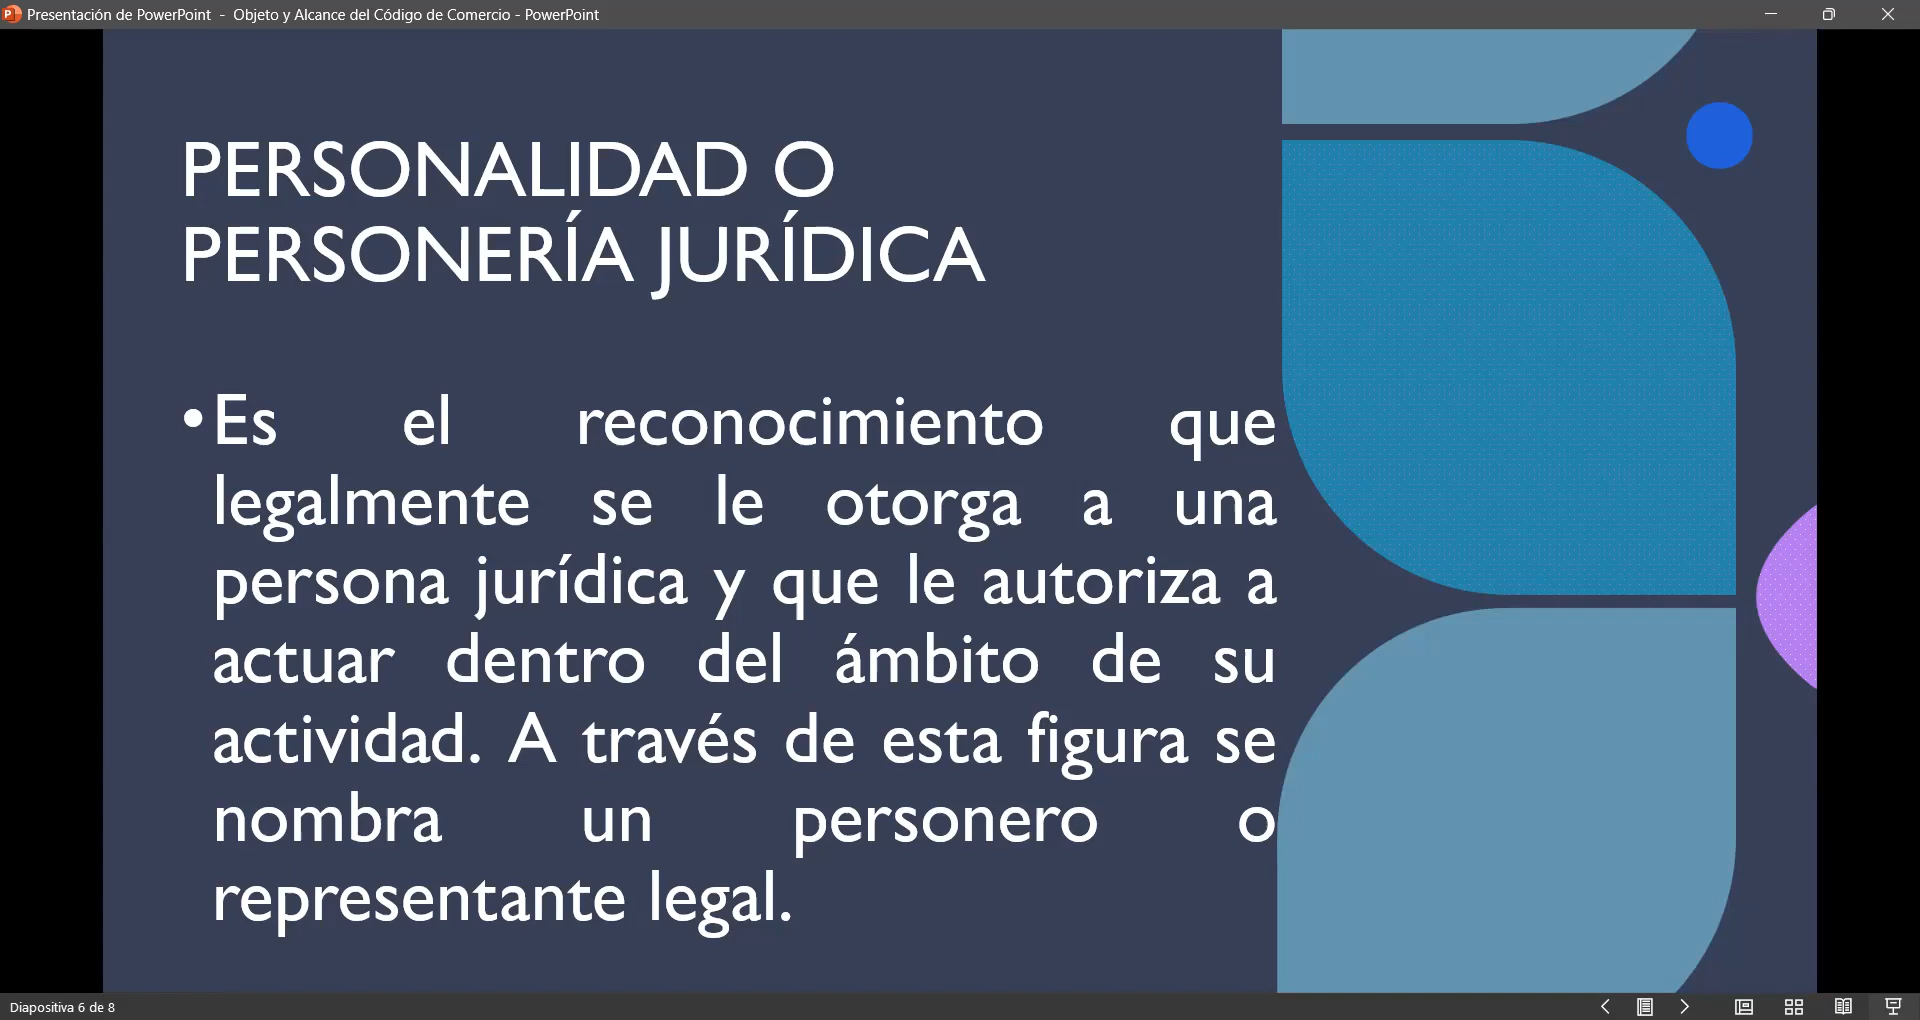 Presentación de PowerPoint - Objeto y Alcance del Código de Comercio - PowerPoint
PERSONALIDAD O
PERSONERÍA JURÍDICA
•Es el reconocimiento que
legalmente se le otorga a una
persona jurídica y que le autoriza a
actuar dentro del ámbito de su
actividad. A través de esta figura se
nombra un personero o
representante legal.
Diapositiva 6 de 8